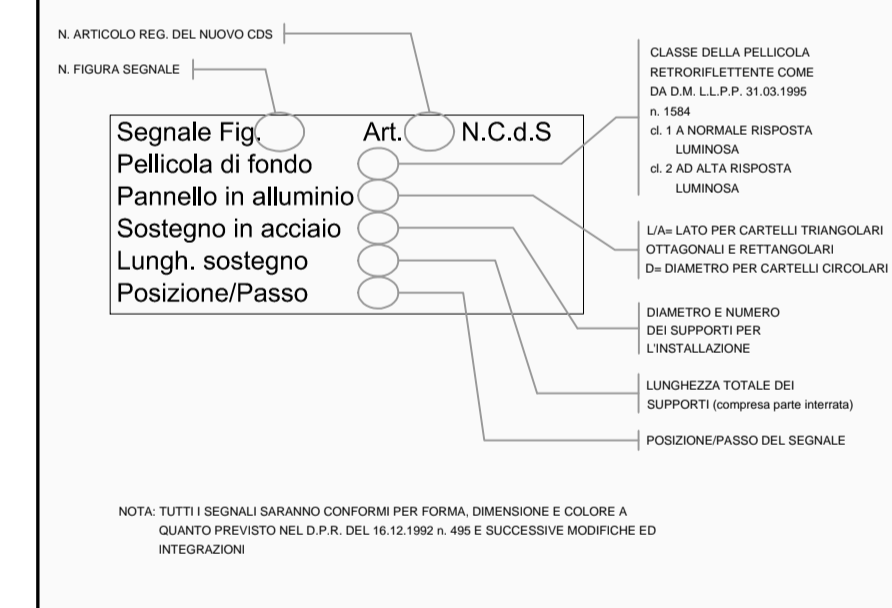 N. ARTICOLO REG. DEL NUOVO CDS
N. FIGURA SEGNALE
Segnale Fig. Art. N.C.d.S
Pellicola di fondo
Pannello in alluminio
Sostegno in acciaio
Lungh. sostegno
Posizione/Passo
CLASSE DELLA PELLICOLA
RETRORIFLETTENTE COME
DA D.M. L.L.P.P. 31.03.1995
n. 1584
cl. 1 A NORMALE RISPOSTA
LUMINOSA
cl. 2 AD ALTA RISPOSTA
LUMINOSA
L/A= LATO PER CARTELLI TRIANGOLARI
OTTAGONALI E RETTANGOLARI
D= DIAMETRO PER CARTELLI CIRCOLARI
DIAMETRO E NUMERO
DEI SUPPORTI PER
L'INSTALLAZIONE
LUNGHEZZA TOTALE DEI
SUPPORTI (compresa parte interrata)
POSIZIONE/PASSO DEL SEGNALE
NOTA: TUTTI I SEGNALI SARANNO CONFORMI PER FORMA, DIMENSIONE E COLORE A
QUANTO PREVISTO NEL D.P.R. DEL 16.12.1992 n. 495 E SUCCESSIVE MODIFICHE ED
INTEGRAZIONI